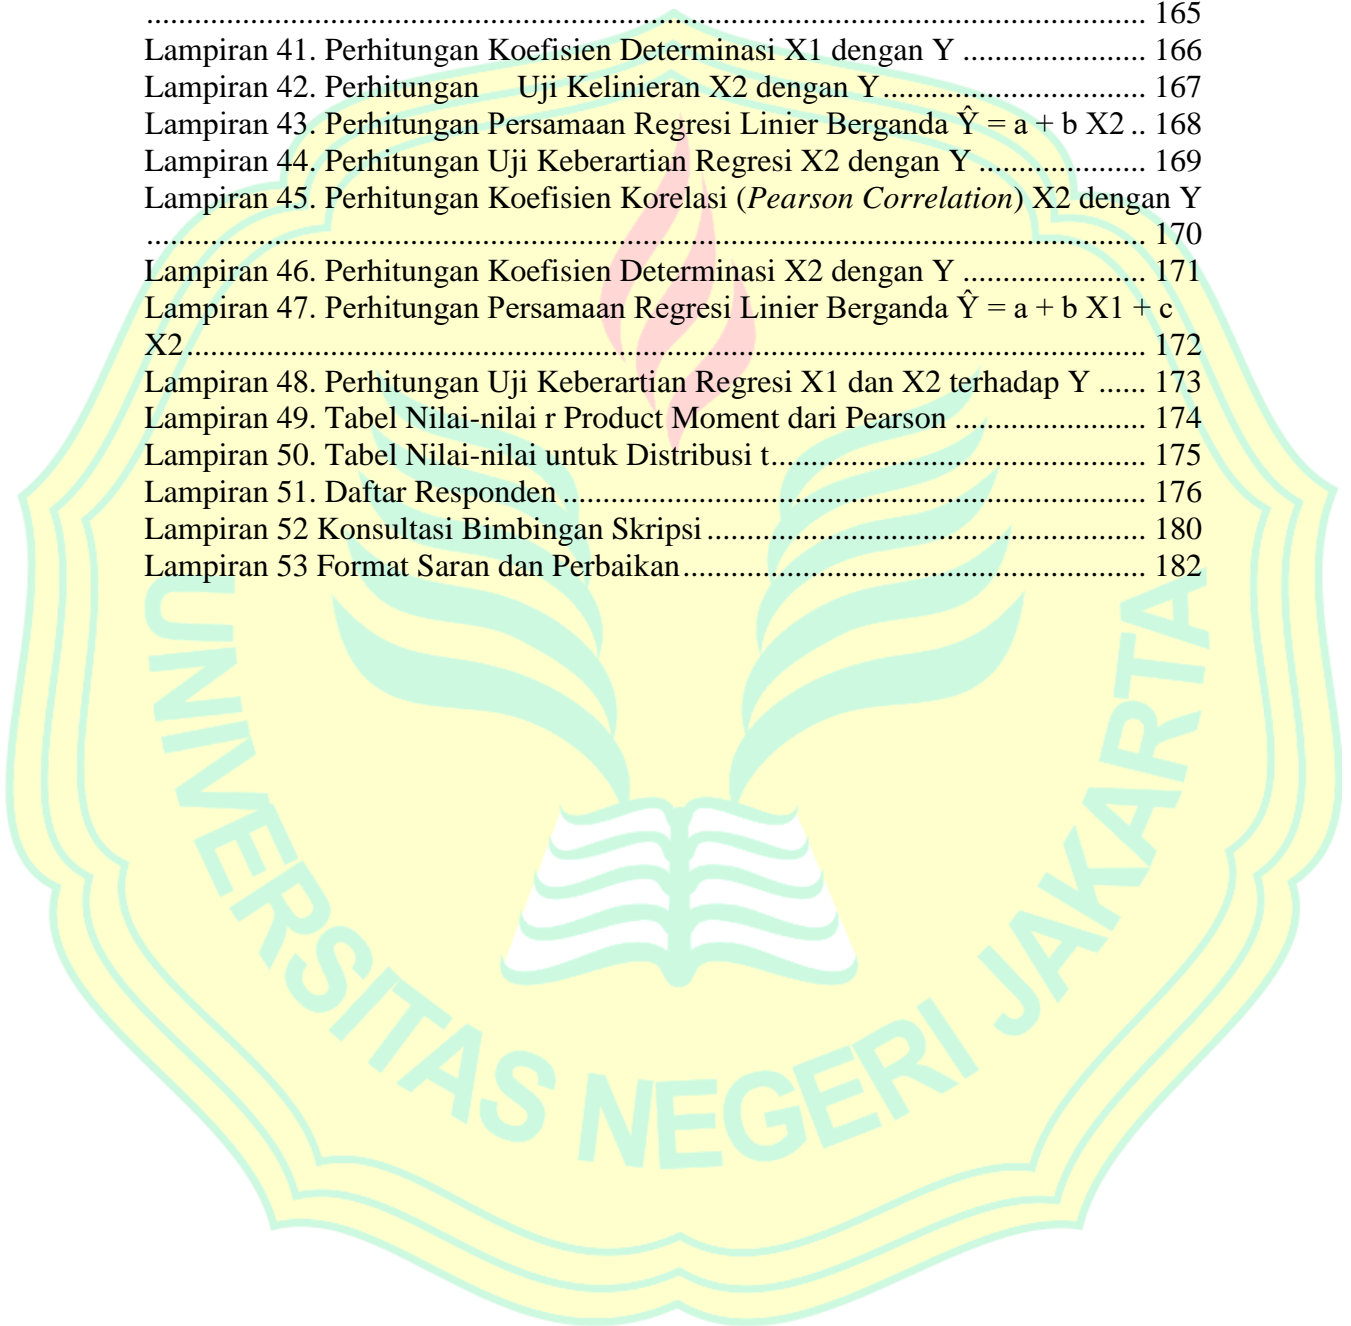 .......................................................................................................................... 165
Lampiran 41. Perhitungan Koefisien Determinasi X1 dengan Y ...................... 166
Lampiran 42. Perhitungan Uji Kelinieran X2 dengan Y................................ 167
Lampiran 43. Perhitungan Persamaan Regresi Linier Berganda Ŷ = a + b X2 .. 168
Lampiran 44. Perhitungan Uji Keberartian Regresi X2 dengan Y .................... 169
Lampiran 45. Perhitungan Koefisien Korelasi (Pearson Correlation) X2 dengan Y
.......................................................................................................................... 170
Lampiran 46. Perhitungan Koefisien Determinasi X2 dengan Y ...................... 171
Lampiran 47. Perhitungan Persamaan Regresi Linier Berganda Ŷ = a + b X1 + c
X2..................................................................................................................... 172
Lampiran 48. Perhitungan Uji Keberartian Regresi X1 dan X2 terhadap Y ...... 173
Lampiran 49. Tabel Nilai-nilai r Product Moment dari Pearson ....................... 174
Lampiran 50. Tabel Nilai-nilai untuk Distribusi t.............................................. 175
Lampiran 51. Daftar Responden ....................................................................... 176
Lampiran 52 Konsultasi Bimbingan Skripsi ..................................................... 180
Lampiran 53 Format Saran dan Perbaikan........................................................ 182
UNIVERSITAS NEGERI JAKARTA